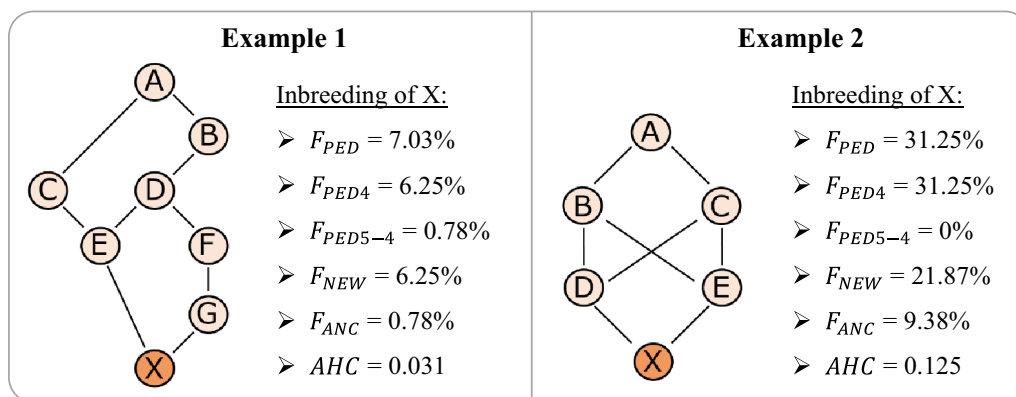 Example 1
A
B
C
D
E
F
G
X
Inbreeding of X:
➢ F_PED = 7.03%
➢ F_PED4 = 6.25%
➢ F_PED5−4 = 0.78%
➢ F_NEW = 6.25%
➢ F_ANC = 0.78%
➢ AHC = 0.031
Example 2
A
B
C
D
E
X
Inbreeding of X:
➢ F_PED = 31.25%
➢ F_PED4 = 31.25%
➢ F_PED5−4 = 0%
➢ F_NEW = 21.87%
➢ F_ANC = 9.38%
➢ AHC = 0.125